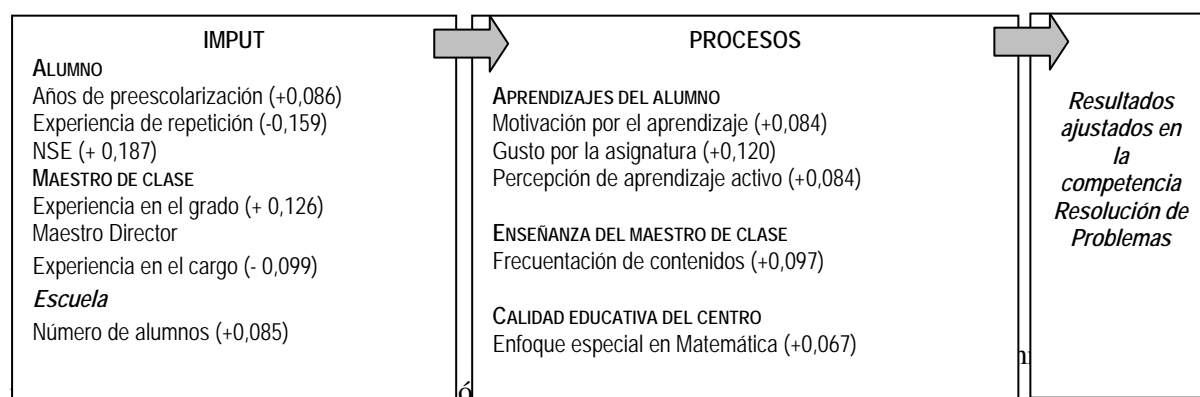 IMPUT
ALUMNO
Años de preescolarización (+0,086)
Experiencia de repetición (-0,159)
NSE (+ 0,187)
MAESTRO DE CLASE
Experiencia en el grado (+ 0,126)
Maestro Director
Experiencia en el cargo (- 0,099)
Escuela
Número de alumnos (+0,085)
PROCESOS
APRENDIZAJES DEL ALUMNO
Motivación por el aprendizaje (+0,084)
Gusto por la asignatura (+0,120)
Percepción de aprendizaje activo (+0,084)
ENSEÑANZA DEL MAESTRO DE CLASE
Frecuentación de contenidos (+0,097)
CALIDAD EDUCATIVA DEL CENTRO
Enfoque especial en Matemática (+0,067)
Resultados
ajustados en
la
competencia
Resolución de
Problemas